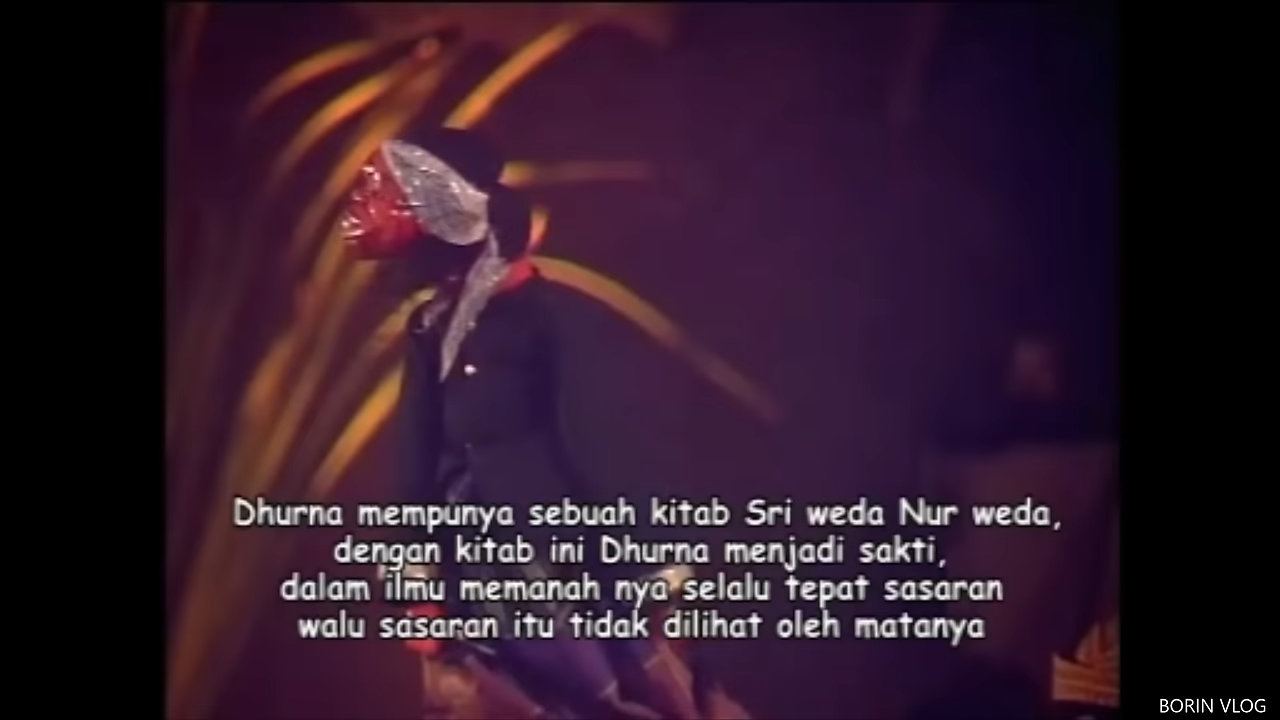 Dhurna mempunya sebuah kitab Sri weda Nur weda,
dengan kitab ini Dhurna menjadi sakti,
dalam ilmu memanah nya selalu tepat sasaran
walu sasaran itu tidak dilihat oleh matanya
BORIN VLOG